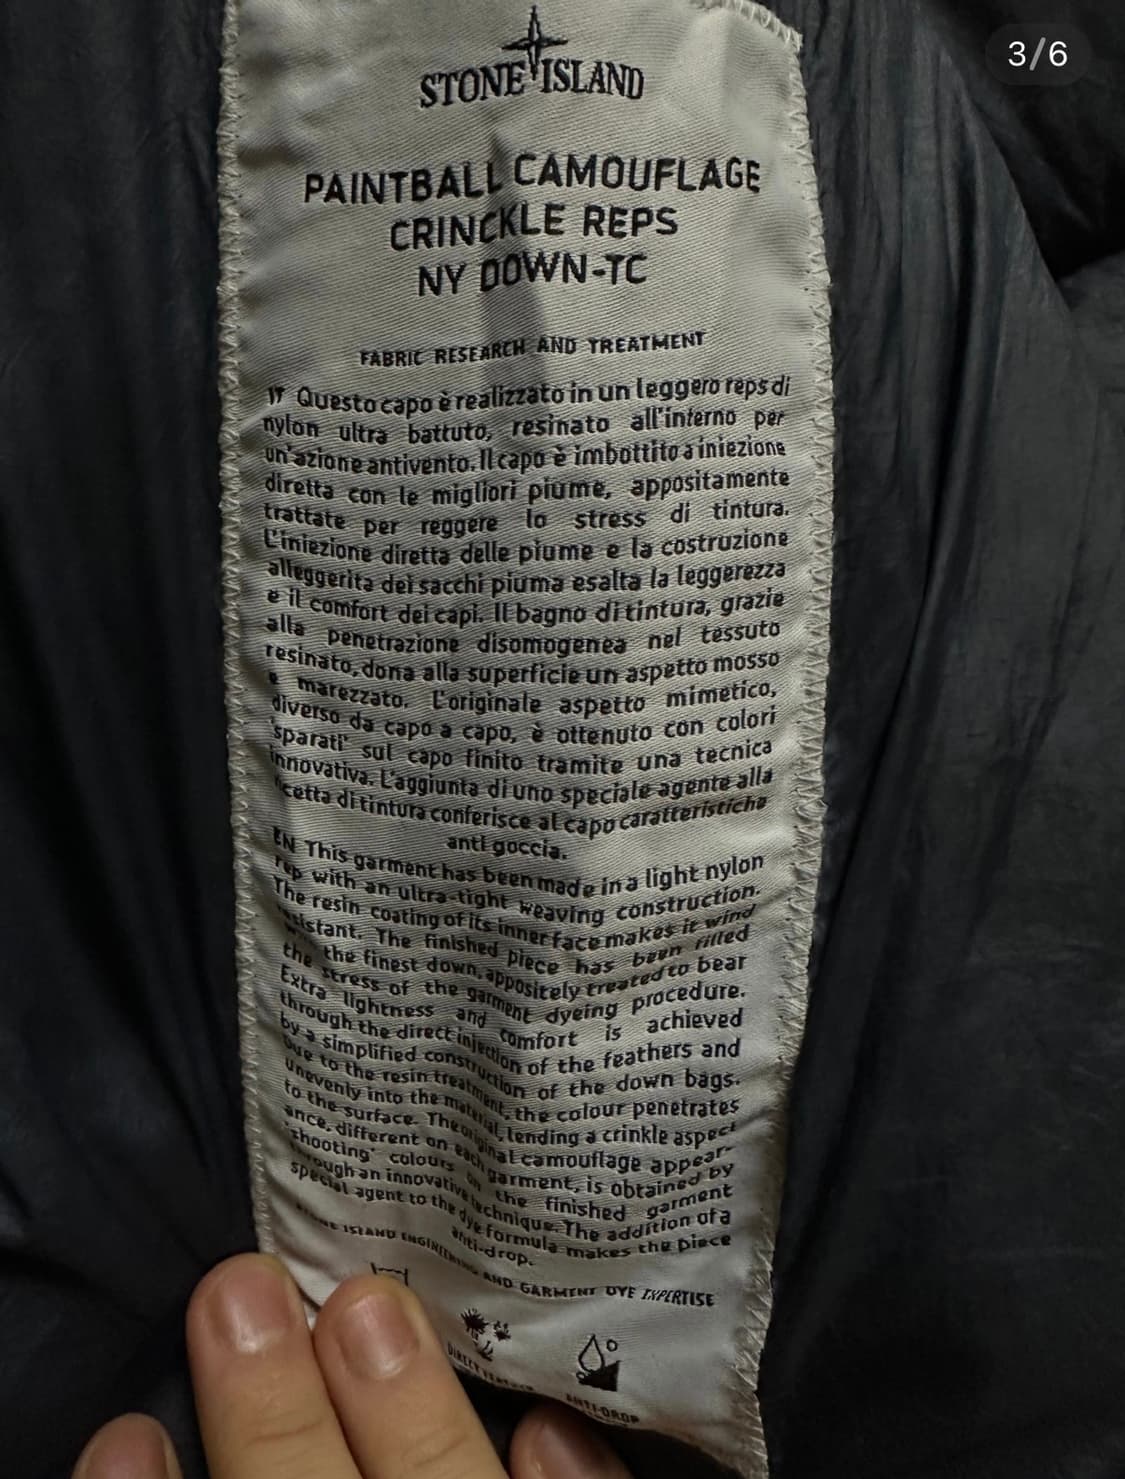 3/6
STONE ISLAND
PAINTBALL CAMOUFLAGE
CRINCKLE REPS
NY DOWN-TC
FABRIC RESEARCH AND TREATMENT
IT Questo capo è realizzato in un leggero reps di
nylon ultra battuto, resinato all'interno per
un'azione antivento. Il capo è imbottito a iniezione
diretta con le migliori piume, appositamente
trattate per reggere lo stress di tintura.
L'iniezione diretta delle piume e la costruzione
alleggerita dei sacchi piuma esalta la leggerezza
e il comfort dei capi. Il bagno di tintura, grazie
alla penetrazione disomogenea nel tessuto
resinato, dona alla superficie un aspetto mosso
e marezzato. L'originale aspetto mimetico,
diverso da capo a capo, è ottenuto con colori
'sparati' sul capo finito tramite una tecnica
innovativa. L'aggiunta di uno speciale agente alla
ricetta di tintura conferisce al capo caratteristiche
anti goccia.
EN This garment has been made in a light nylon
rep with an ultra-tight weaving construction.
The resin coating of its inner face makes it wind
resistant. The finished piece has been filled
with the finest down, appositely treated to bear
the stress of the garment dyeing procedure.
Extra lightness and comfort is achieved
through the direct injection of the feathers and
by a simplified construction of the down bags.
Due to the resin treatment, the colour penetrates
unevenly into the material, lending a crinkle aspect
to the surface. The original camouflage appear-
ance, different on each garment, is obtained by
'shooting' colours on the finished garment
through an innovative technique. The addition of a
special agent to the dye formula makes the piece
anti-drop.
STONE ISLAND ENGINEERING AND GARMENT DYE EXPERTISE
DIRECT
ANTI-DROP